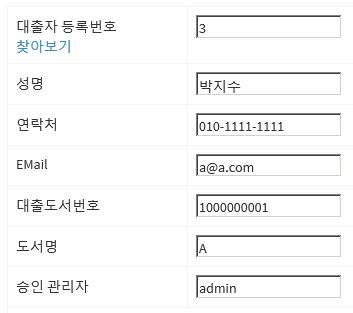 대출자 등록번호 3
찾아보기
성명 박지수
연락처 010-1111-1111
EMail a@a.com
대출도서번호 1000000001
도서명 A
승인 관리자 admin